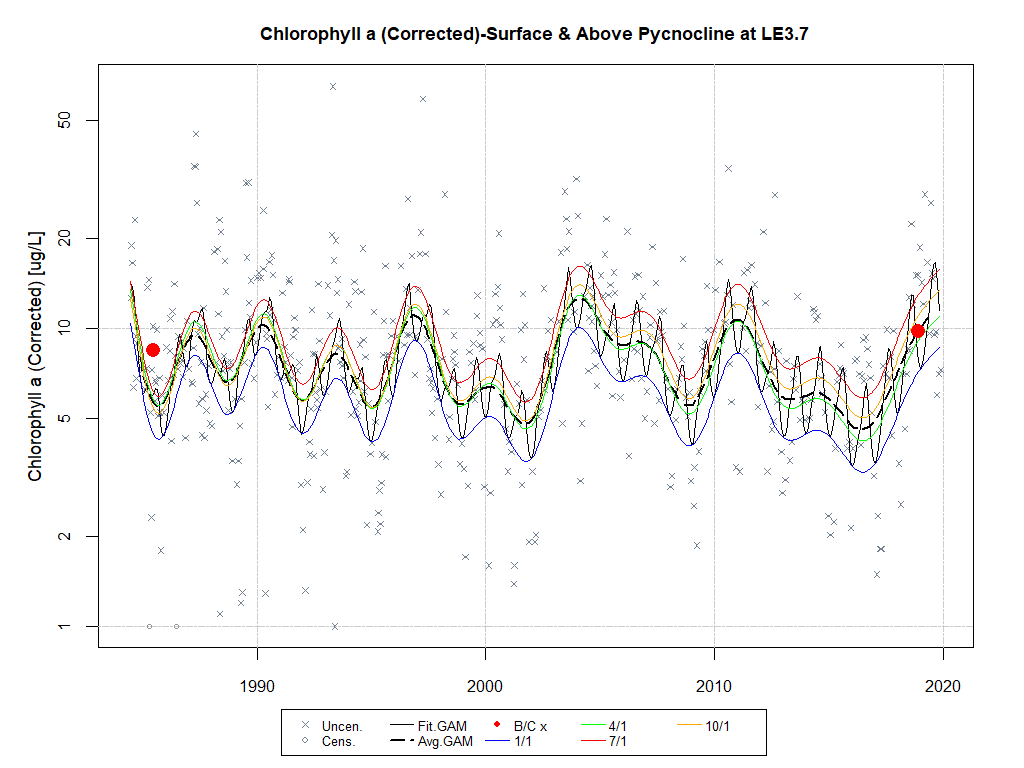 Chlorophyll a (Corrected)-Surface & Above Pycnocline at LE3.7
Chlorophyll a (Corrected) [ug/L]
50
20
10
5
2
1
1990 2000 2010 2020
Uncen. Fit.GAM B/C x 4/1 10/1
Cens. Avg.GAM 1/1 7/1